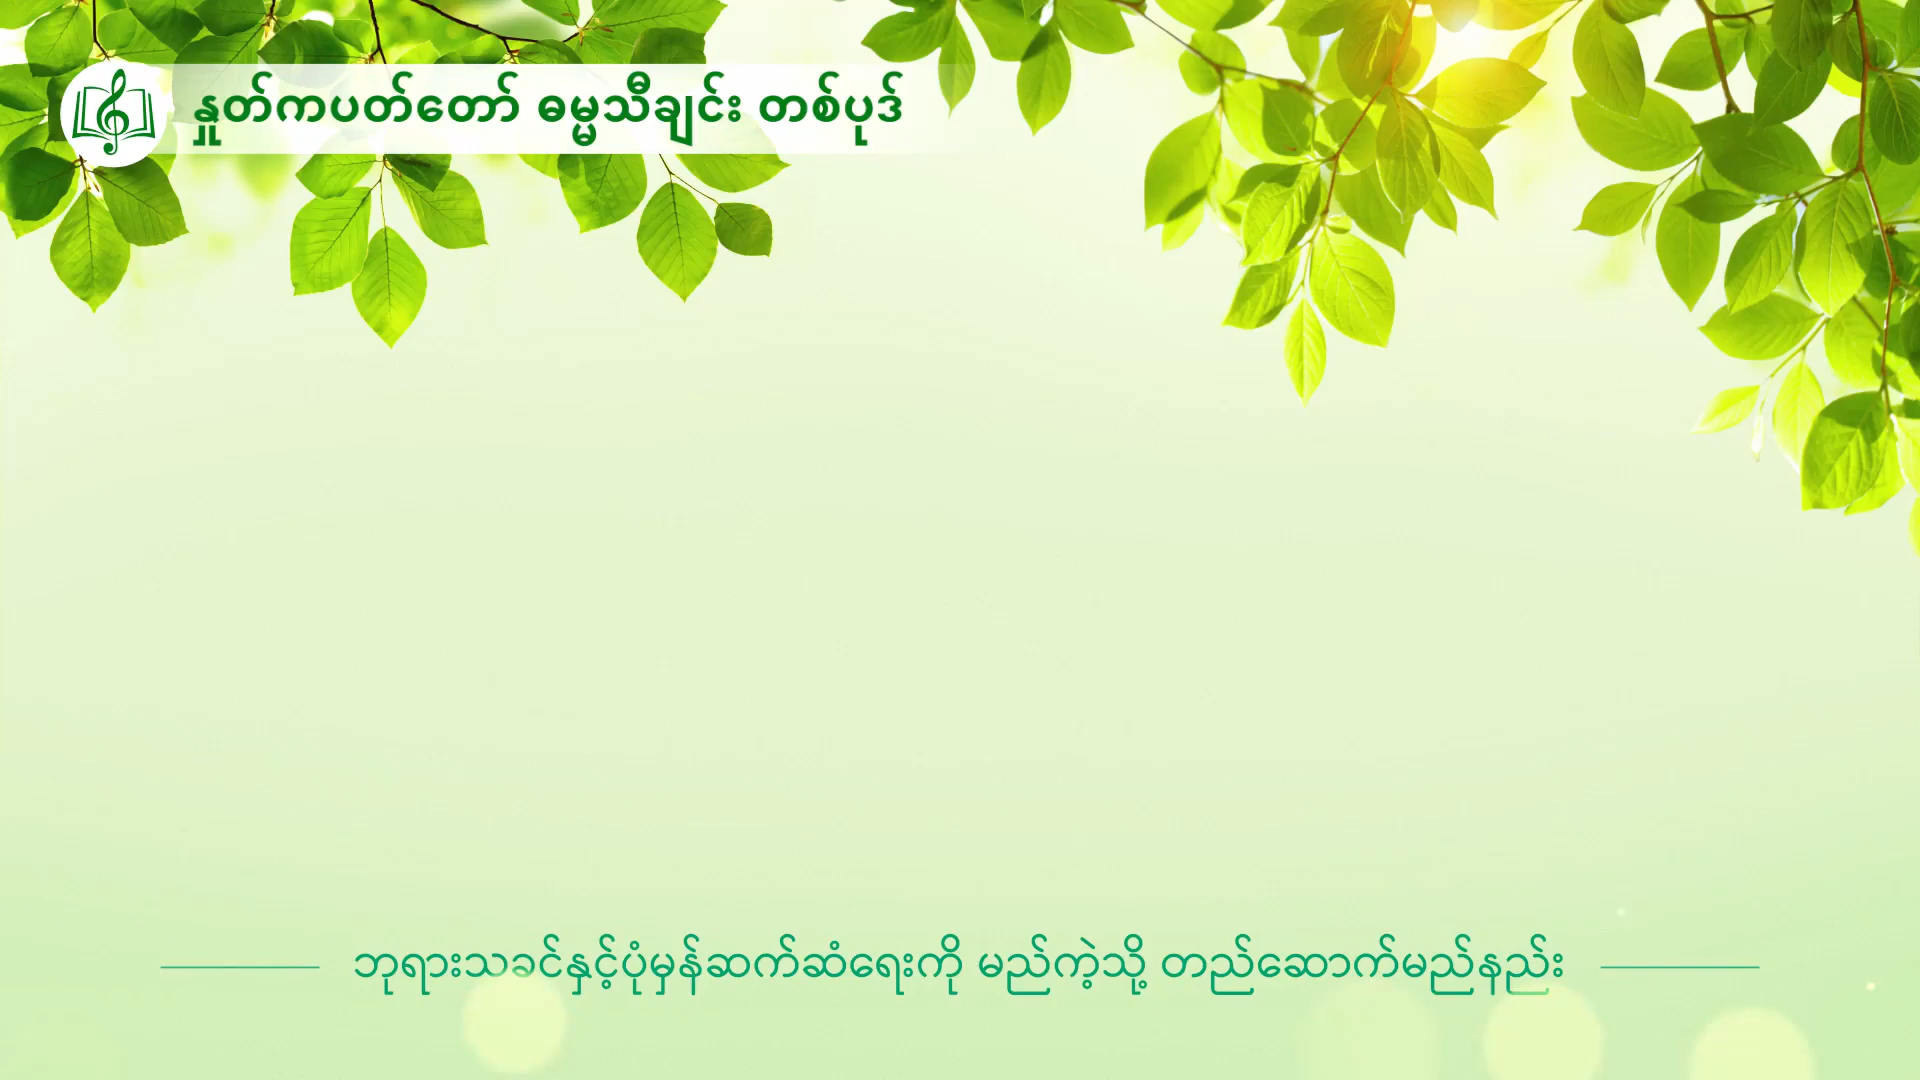 နှုတ်ကပတ်တော် ဓမ္မသီချင်း တစ်ပုဒ်
ဘုရားသခင်နှင့်ပုံမှန်ဆက်ဆံရေးကို မည်ကဲ့သို့ တည်ဆောက်မည်နည်း